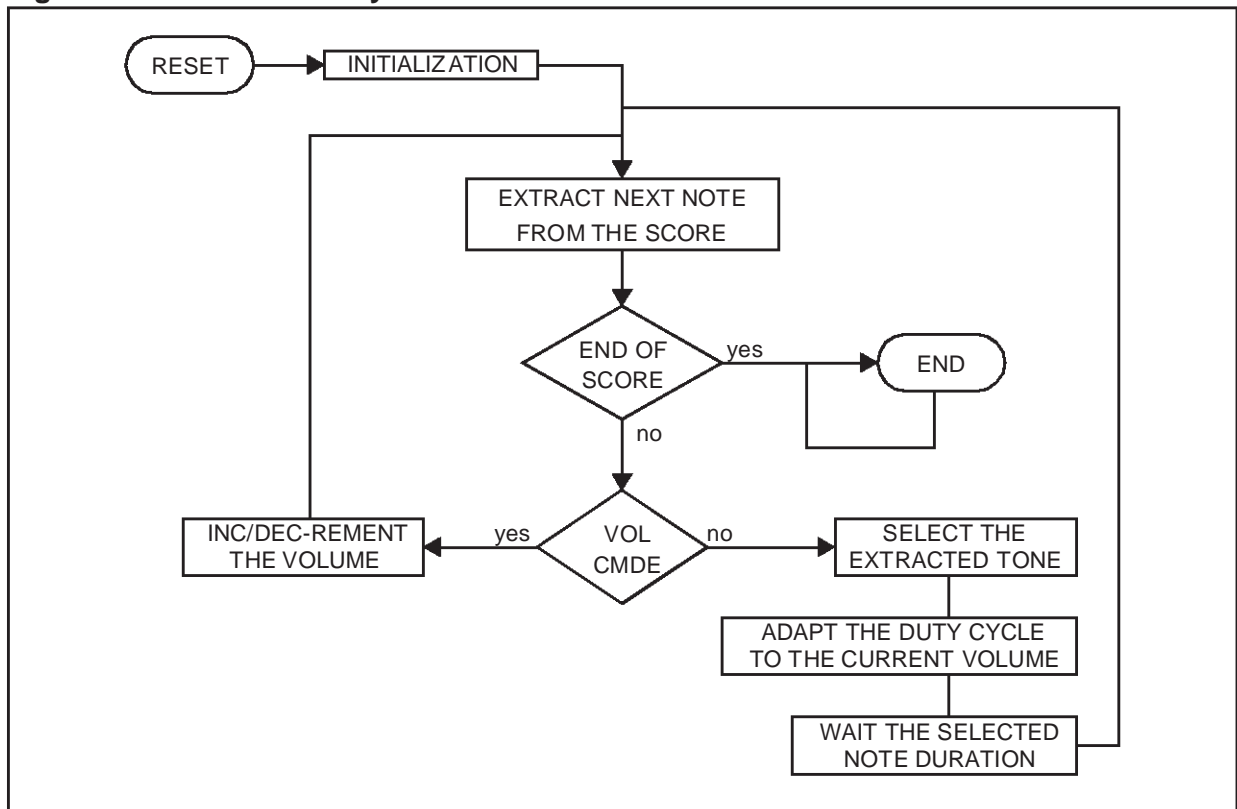 RESET
INITIALIZATION
EXTRACT NEXT NOTE
FROM THE SCORE
END OF
SCORE
yes
END
no
INC/DEC-REMENT
THE VOLUME
yes
VOL
CMDE
no
SELECT THE
EXTRACTED TONE
ADAPT THE DUTY CYCLE
TO THE CURRENT VOLUME
WAIT THE SELECTED
NOTE DURATION